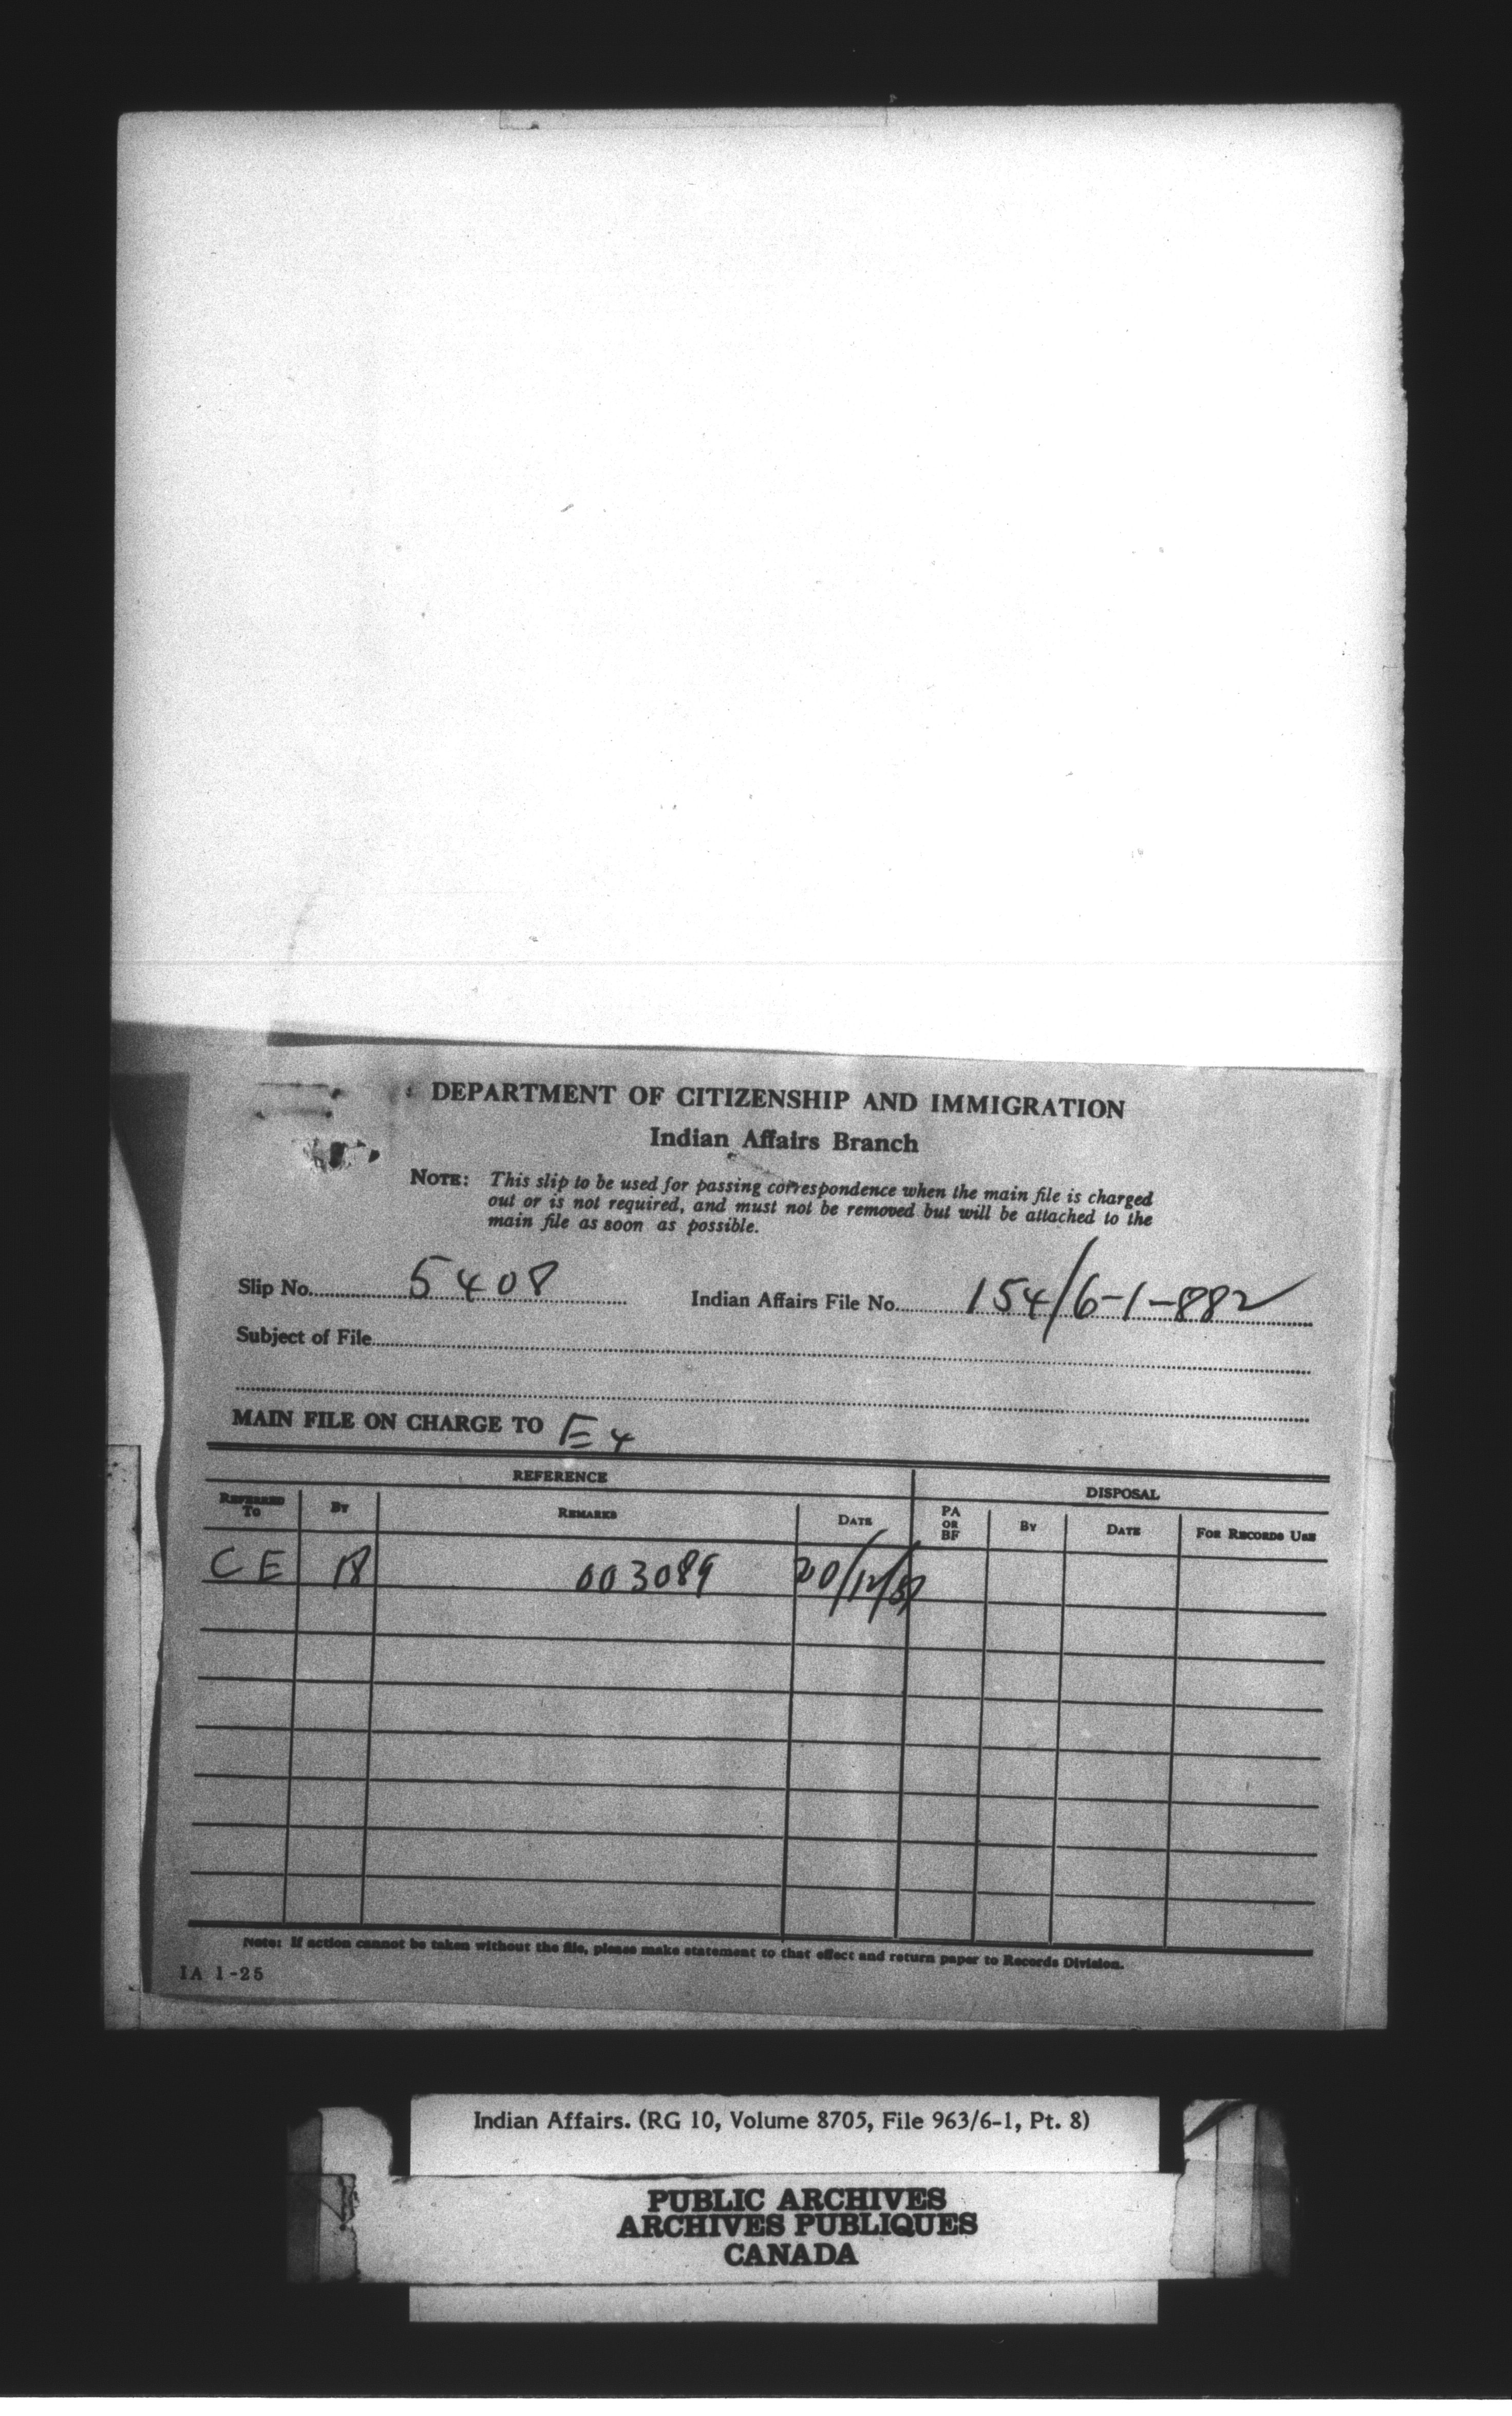 DEPARTMENT OF CITIZENSHIP AND IMMIGRATION
Indian Affairs Branch
NOTE: This slip to be used for passing correspondence when the main file is charged
out or is not required, and must not be removed but will be attached to the
main file as soon as possible.
Slip No. 5408 Indian Affairs File No. 154/6-1-882
Subject of File
MAIN FILE ON CHARGE TO E4
REFERENCE DISPOSAL
REFERRED TO BY REMARKS DATE PA OR BF BY DATE FOR RECORDS USE
CE 003089 20/12/
Note: If action cannot be taken without the file, please make statement to that effect and return paper to Records Division.
IA 1-25
Indian Affairs. (RG 10, Volume 8705, File 963/6-1, Pt. 8)
PUBLIC ARCHIVES
ARCHIVES PUBLIQUES
CANADA